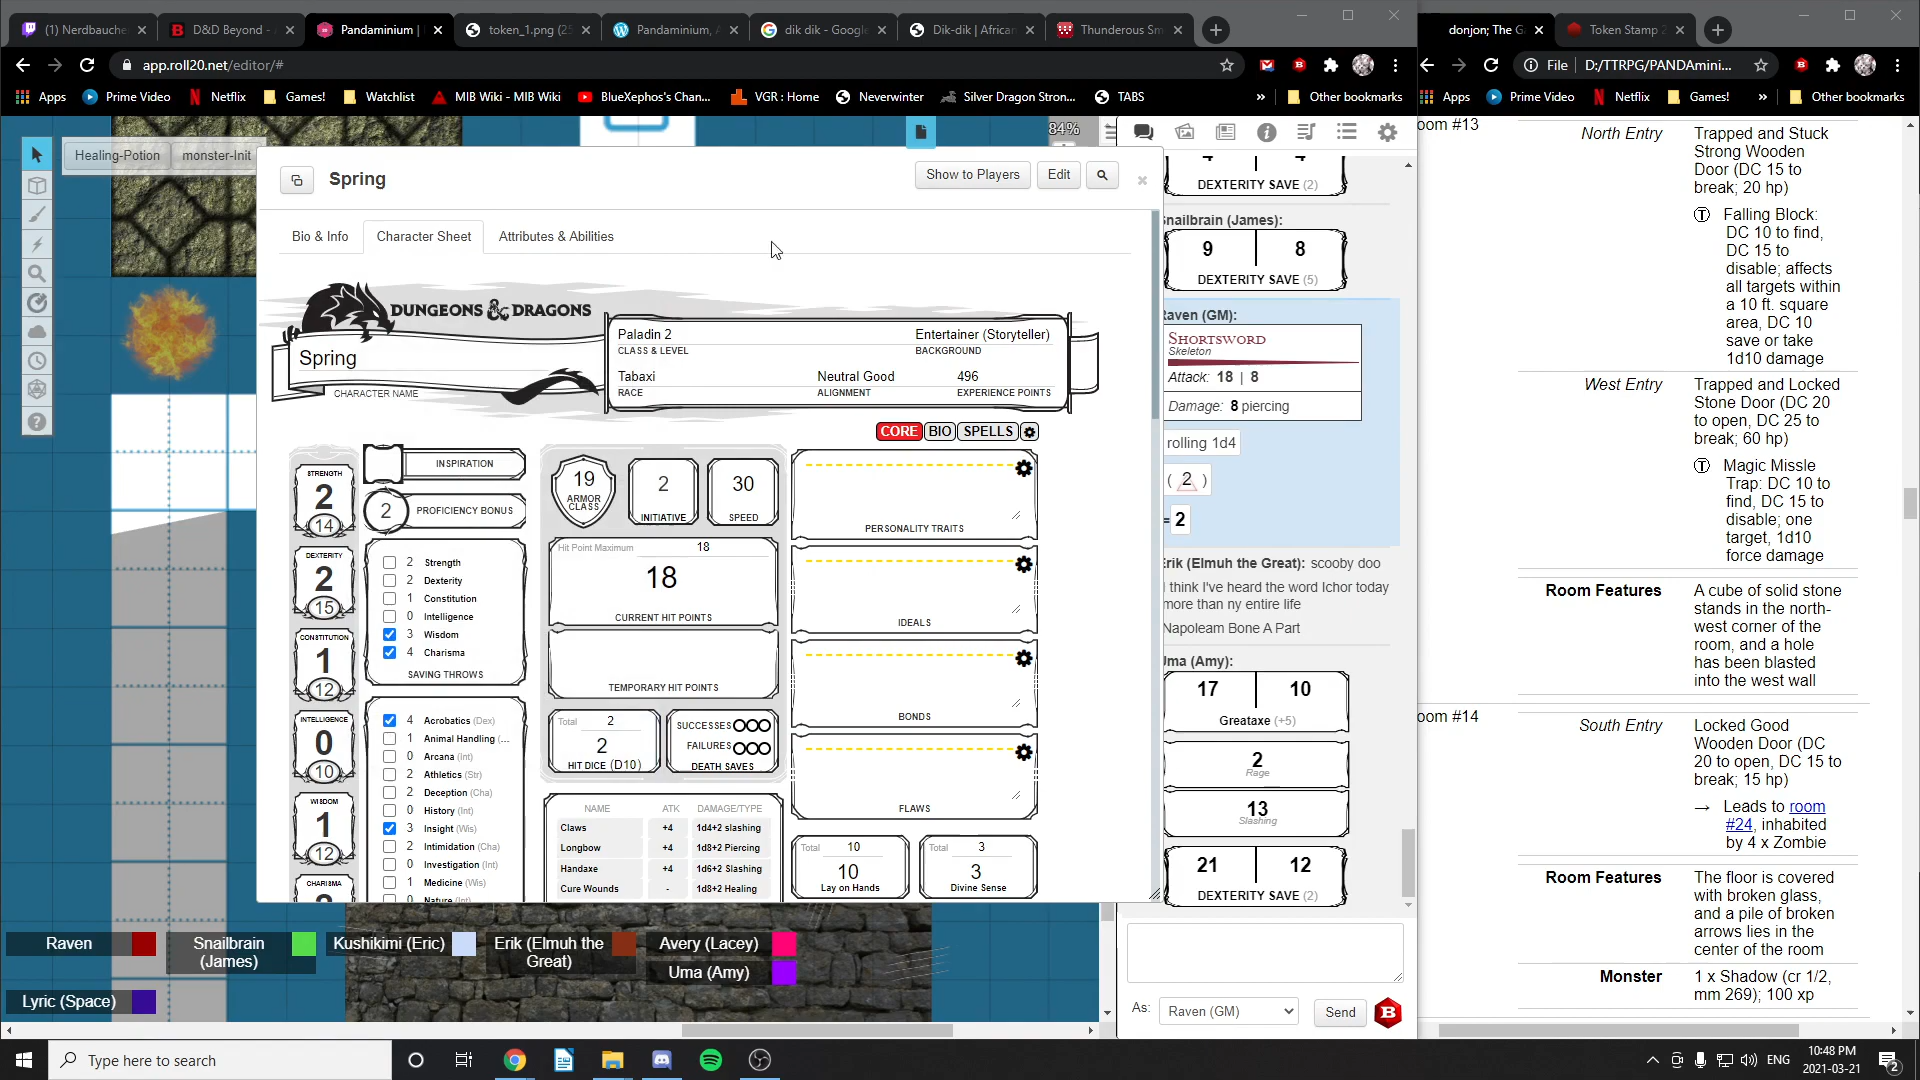 (1) Nerdbauche
D&D Beyond -
Pandaminium |
token_1.png (25
Pandaminium, A
dik dik - Google
Dik-dik | African
Thunderous Sm
donjon; The G
Token Stamp 2
app.roll20.net/editor/#
File
D:/TTRPG/PANDAmini...
Apps
Prime Video
Netflix
Games!
Watchlist
MIB Wiki - MIB Wiki
BlueXephos's Chan...
VGR : Home
Neverwinter
Silver Dragon Stron...
TABS
»
Other bookmarks
Apps
Prime Video
Netflix
Games!
»
Other bookmarks
Healing-Potion
monster-Init
84%
Spring
Show to Players
Edit
Bio & Info
Character Sheet
Attributes & Abilities
DUNGEONS & DRAGONS
Spring
CHARACTER NAME
Paladin 2
Entertainer (Storyteller)
CLASS & LEVEL
BACKGROUND
Tabaxi
Neutral Good
496
RACE
ALIGNMENT
EXPERIENCE POINTS
CORE
BIO
SPELLS
STRENGTH
2
14
DEXTERITY
2
15
CONSTITUTION
1
12
INTELLIGENCE
0
10
WISDOM
1
12
CHARISMA
INSPIRATION
2
PROFICIENCY BONUS
2 Strength
2 Dexterity
1 Constitution
0 Intelligence
3 Wisdom
4 Charisma
SAVING THROWS
4 Acrobatics (Dex)
1 Animal Handling (...
0 Arcana (Int)
2 Athletics (Str)
2 Deception (Cha)
0 History (Int)
3 Insight (Wis)
2 Intimidation (Cha)
0 Investigation (Int)
1 Medicine (Wis)
0 Nature (Int)
19
ARMOR
CLASS
2
INITIATIVE
30
SPEED
Hit Point Maximum
18
18
CURRENT HIT POINTS
TEMPORARY HIT POINTS
Total
2
2
HIT DICE (D10)
SUCCESSES
FAILURES
DEATH SAVES
NAME
ATK
DAMAGE/TYPE
Claws
+4
1d4+2 slashing
Longbow
+4
1d8+2 Piercing
Handaxe
+4
1d6+2 Slashing
Cure Wounds
-
1d8+2 Healing
PERSONALITY TRAITS
IDEALS
BONDS
FLAWS
Total
10
10
Lay on Hands
Total
3
3
Divine Sense
DEXTERITY SAVE (2)
Snailbrain (James):
9
8
DEXTERITY SAVE (5)
Raven (GM):
SHORTSWORD
Skeleton
Attack: 18 | 8
Damage: 8 piercing
rolling 1d4
( 2 )
=2
Erik (Elmuh the Great): scooby doo
I think I've heard the word Ichor today
more than ny entire life
Napoleam Bone A Part
Uma (Amy):
17
10
Greataxe (+5)
2
Rage
13
Slashing
21
12
DEXTERITY SAVE (2)
As:
Raven (GM)
Send
B
oom #13
North Entry
Trapped and Stuck
Strong Wooden
Door (DC 15 to
break; 20 hp)
T
Falling Block:
DC 10 to find,
DC 15 to
disable; affects
all targets within
a 10 ft. square
area, DC 10
save or take
1d10 damage
West Entry
Trapped and Locked
Stone Door (DC 20
to open, DC 25 to
break; 60 hp)
T
Magic Missle
Trap: DC 10 to
find, DC 15 to
disable; one
target, 1d10
force damage
Room Features
A cube of solid stone
stands in the north-
west corner of the
room, and a hole
has been blasted
into the west wall
oom #14
South Entry
Locked Good
Wooden Door (DC
20 to open, DC 15 to
break; 15 hp)
→ Leads to room
#24, inhabited
by 4 x Zombie
Room Features
The floor is covered
with broken glass,
and a pile of broken
arrows lies in the
center of the room
Monster
1 x Shadow (cr 1/2,
mm 269); 100 xp
Raven
Snailbrain
(James)
Kushikimi (Eric)
Erik (Elmuh the
Great)
Avery (Lacey)
Uma (Amy)
Lyric (Space)
Type here to search
ENG
10:48 PM
2021-03-21
2